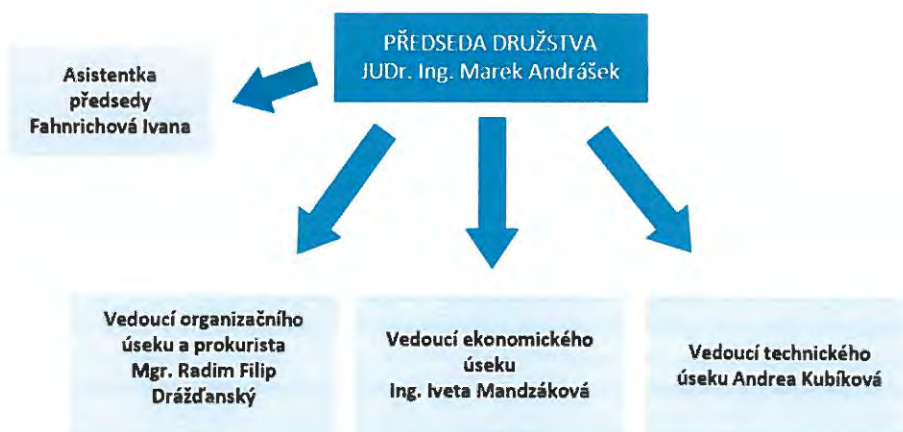 PŘEDSEDA DRUŽSTVA
JUDr. Ing. Marek Andrášek
Asistentka
předsedy
Fahnrichová Ivana
Vedoucí organizačního
úseku a prokurista
Mgr. Radim Filip
Drážďanský
Vedoucí ekonomického
úseku
Ing. Iveta Mandzáková
Vedoucí technického
úseku Andrea Kubíková